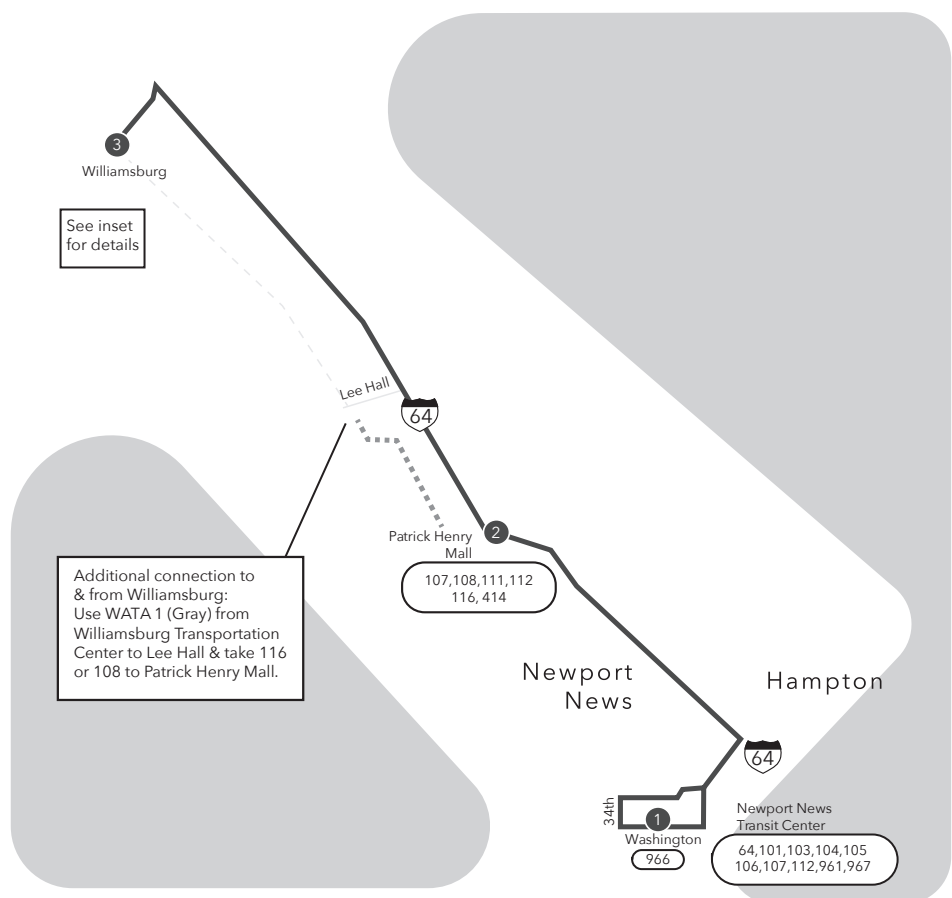 3
Williamsburg
See inset
for details
Lee Hall
64
Patrick Henry
Mall
2
107,108,111,112
116, 414
Additional connection to
& from Williamsburg:
Use WATA 1 (Gray) from
Williamsburg Transportation
Center to Lee Hall & take 116
or 108 to Patrick Henry Mall.
Newport
News
Hampton
64
34th
1
Washington
966
Newport News
Transit Center
64,101,103,104,105
106,107,112,961,967